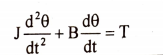 J d²θ/dt² + B dθ/dt = T